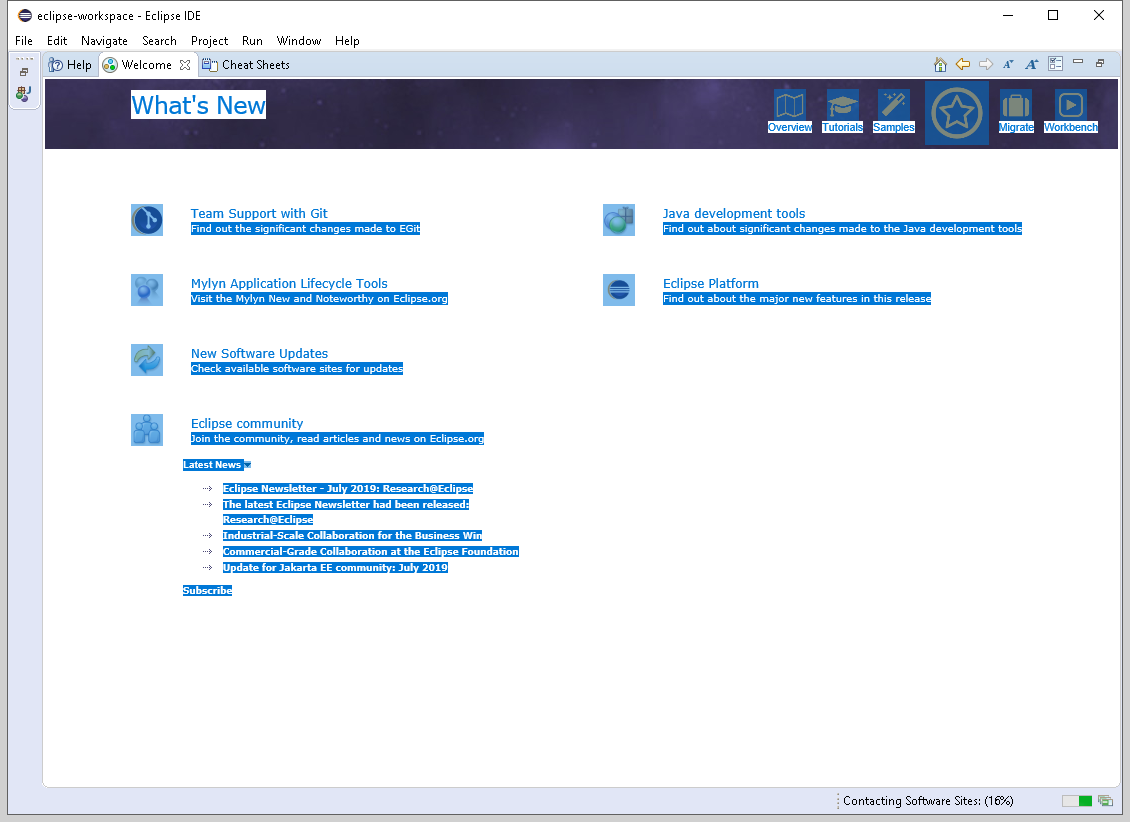 eclipse-workspace - Eclipse IDE
File Edit Navigate Search Project Run Window Help
Help Welcome Cheat Sheets
What's New
Overview Tutorials Samples Migrate Workbench
Team Support with Git
Find out the significant changes made to EGit
Java development tools
Find out about significant changes made to the Java development tools
Mylyn Application Lifecycle Tools
Visit the Mylyn New and Noteworthy on Eclipse.org
Eclipse Platform
Find out about the major new features in this release
New Software Updates
Check available software sites for updates
Eclipse community
Join the community, read articles and news on Eclipse.org
Latest News
Eclipse Newsletter - July 2019: Research@Eclipse
The latest Eclipse Newsletter had been released:
Research@Eclipse
Industrial-Scale Collaboration for the Business Win
Commercial-Grade Collaboration at the Eclipse Foundation
Update for Jakarta EE community: July 2019
Subscribe
Contacting Software Sites: (16%)